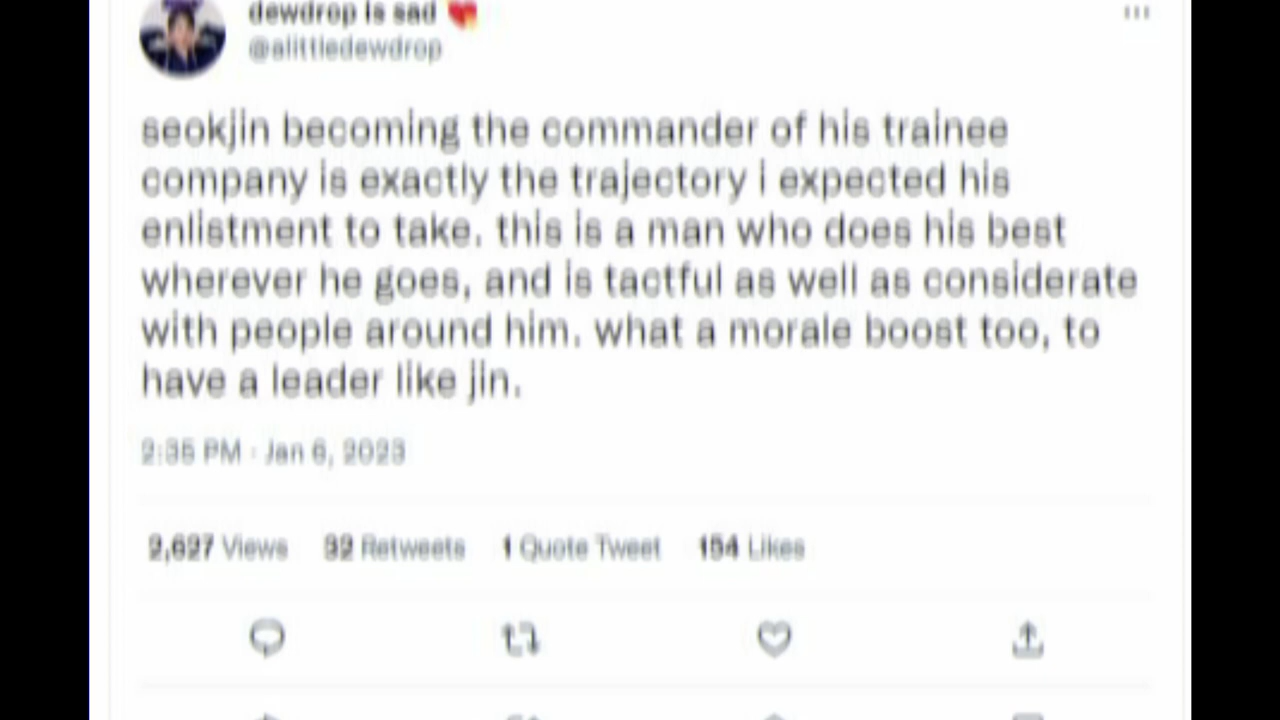 dewdrop is sad
@alittledewdrop
seokjin becoming the commander of his trainee
company is exactly the trajectory i expected his
enlistment to take. this is a man who does his best
wherever he goes, and is tactful as well as considerate
with people around him. what a morale boost too, to
have a leader like jin.
2:35 PM · Jan 6, 2023
2,627 Views 32 Retweets 1 Quote Tweet 154 Likes